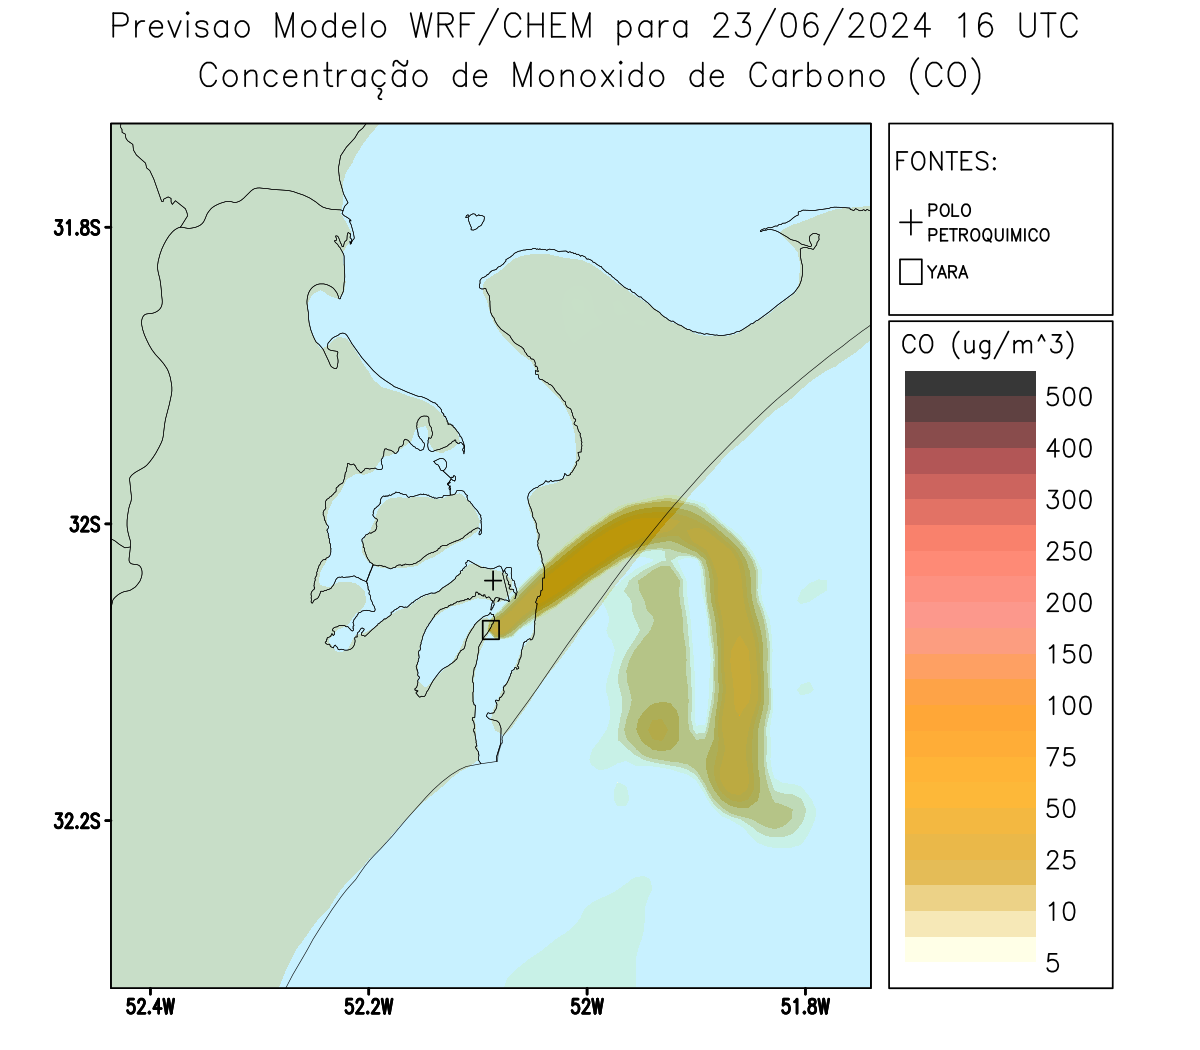 Previsao Modelo WRF/CHEM para 23/06/2024 16 UTC
Concentração de Monoxido de Carbono (CO)
FONTES:
POLO
PETROQUIMICO
YARA
CO (ug/m^3)
500
400
300
250
200
150
100
75
50
25
10
5
31.8S
32S
32.2S
52.4W
52.2W
52W
51.8W